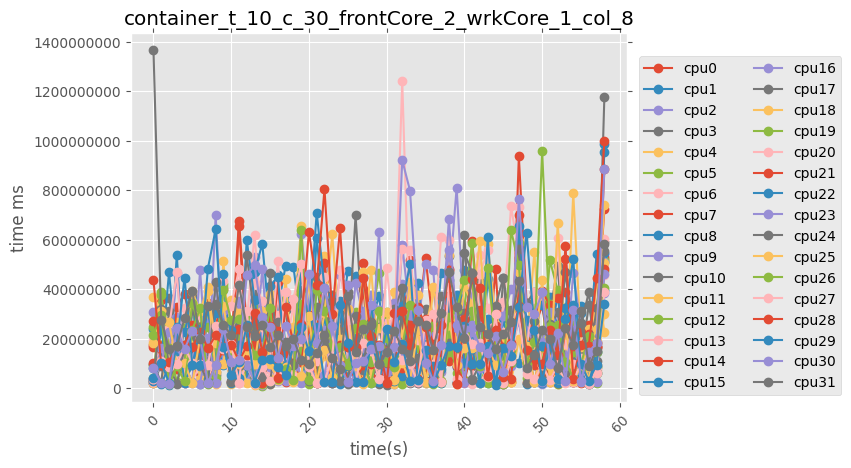 container_t_10_c_30_frontCore_2_wrkCore_1_col_8
1400000000
1200000000
1000000000
800000000
600000000
400000000
200000000
0
time ms
0
10
20
30
40
50
60
time(s)
cpu0
cpu1
cpu2
cpu3
cpu4
cpu5
cpu6
cpu7
cpu8
cpu9
cpu10
cpu11
cpu12
cpu13
cpu14
cpu15
cpu16
cpu17
cpu18
cpu19
cpu20
cpu21
cpu22
cpu23
cpu24
cpu25
cpu26
cpu27
cpu28
cpu29
cpu30
cpu31